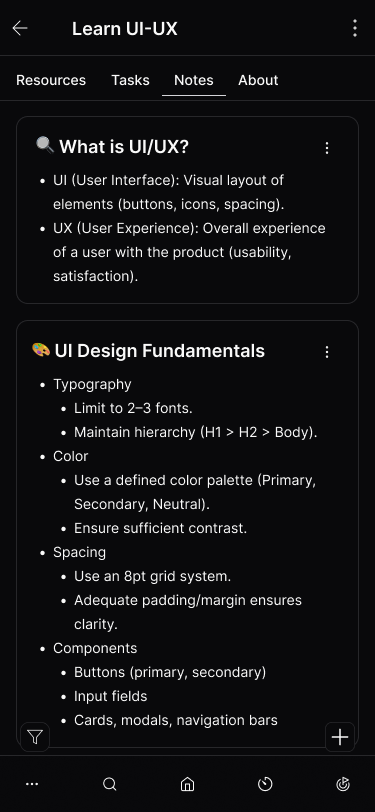 Learn UI-UX
Resources Tasks Notes About
🔍 What is UI/UX?
• UI (User Interface): Visual layout of
elements (buttons, icons, spacing).
• UX (User Experience): Overall experience
of a user with the product (usability,
satisfaction).
🎨 UI Design Fundamentals
• Typography
• Limit to 2–3 fonts.
• Maintain hierarchy (H1 > H2 > Body).
• Color
• Use a defined color palette (Primary,
Secondary, Neutral).
• Ensure sufficient contrast.
• Spacing
• Use an 8pt grid system.
• Adequate padding/margin ensures
clarity.
• Components
• Buttons (primary, secondary)
• Input fields
• Cards, modals, navigation bars